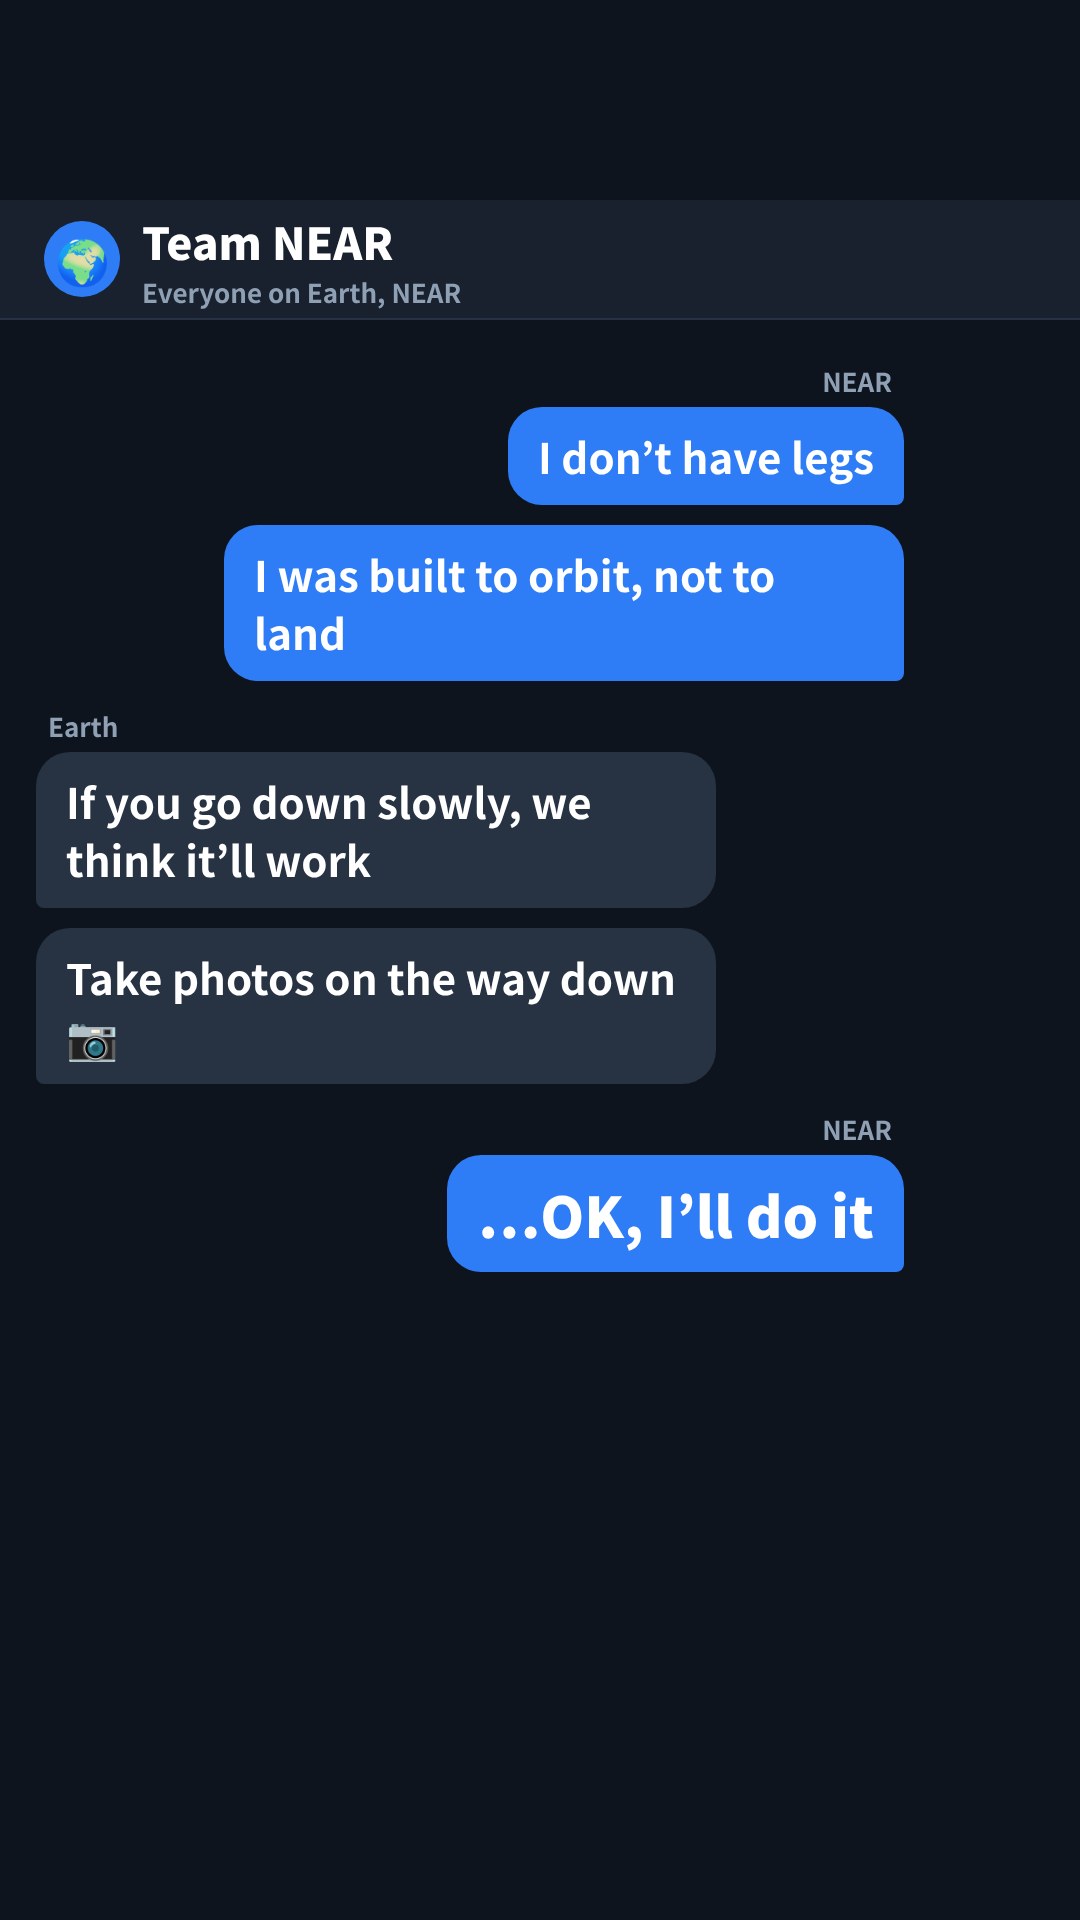 Team NEAR
Everyone on Earth, NEAR
NEAR
I don’t have legs
I was built to orbit, not to
land
Earth
If you go down slowly, we
think it’ll work
Take photos on the way down
📷
NEAR
…OK, I’ll do it